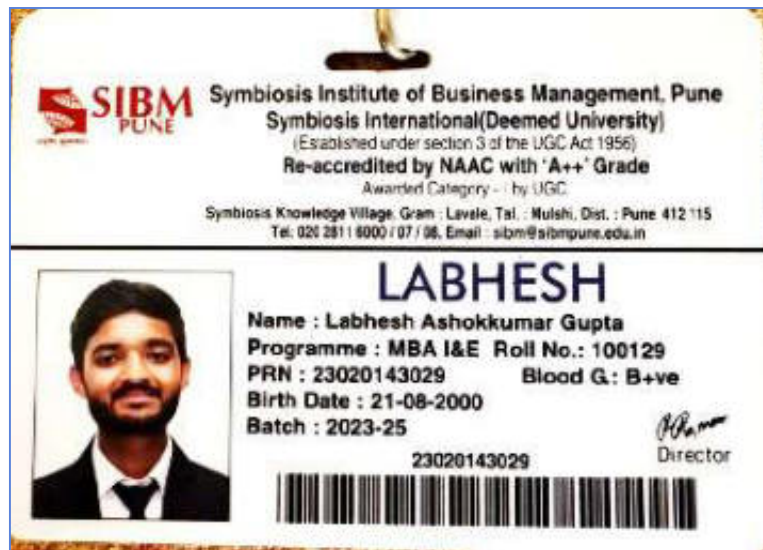 SIBM
PUNE
Symbiosis Institute of Business Management, Pune
Symbiosis International(Deemed University)
(Established under section 3 of the UGC Act 1956)
Re-accredited by NAAC with 'A++' Grade
Awarded Category - I by UGC
Symbiosis Knowledge Village, Gram : Lavale, Tal. : Mulshi, Dist. : Pune 412 115
Tel: 020 2811 6000 / 07 / 08, Email : sibm@sibmpune.edu.in
LABHESH
Name : Labhesh Ashokkumar Gupta
Programme : MBA I&E Roll No.: 100129
PRN : 23020143029 Blood G.: B+ve
Birth Date : 21-08-2000
Batch : 2023-25
23020143029
Director